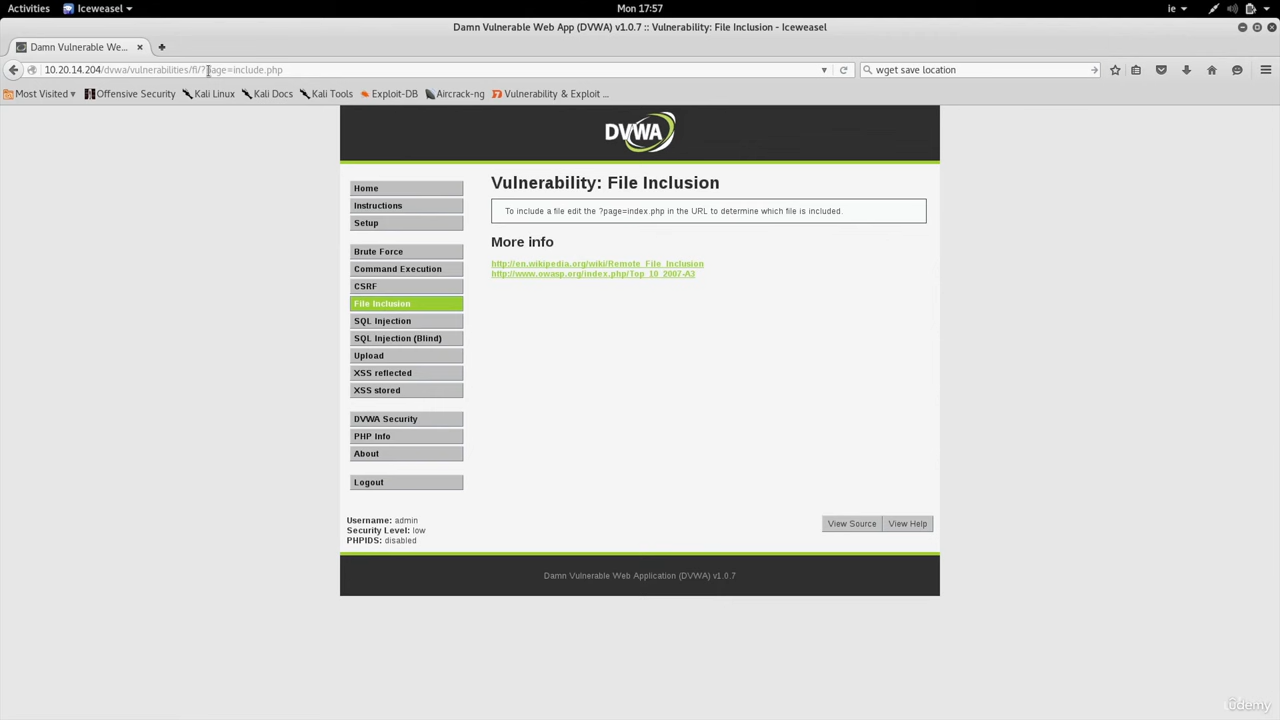 Activities
Iceweasel
Mon 17:57
ie
Damn Vulnerable Web App (DVWA) v1.0.7 :: Vulnerability: File Inclusion - Iceweasel
Damn Vulnerable We...
10.20.14.204/dvwa/vulnerabilities/fi/?page=include.php
wget save location
Most Visited
Offensive Security
Kali Linux
Kali Docs
Kali Tools
Exploit-DB
Aircrack-ng
Vulnerability & Exploit ...
DVWA
Home
Instructions
Setup
Brute Force
Command Execution
CSRF
File Inclusion
SQL Injection
SQL Injection (Blind)
Upload
XSS reflected
XSS stored
DVWA Security
PHP Info
About
Logout
Vulnerability: File Inclusion
To include a file edit the ?page=index.php in the URL to determine which file is included.
More info
http://en.wikipedia.org/wiki/Remote_File_Inclusion
http://www.owasp.org/index.php/Top_10_2007-A3
Username: admin
Security Level: low
PHPIDS: disabled
View Source
View Help
Damn Vulnerable Web Application (DVWA) v1.0.7
ûdemy